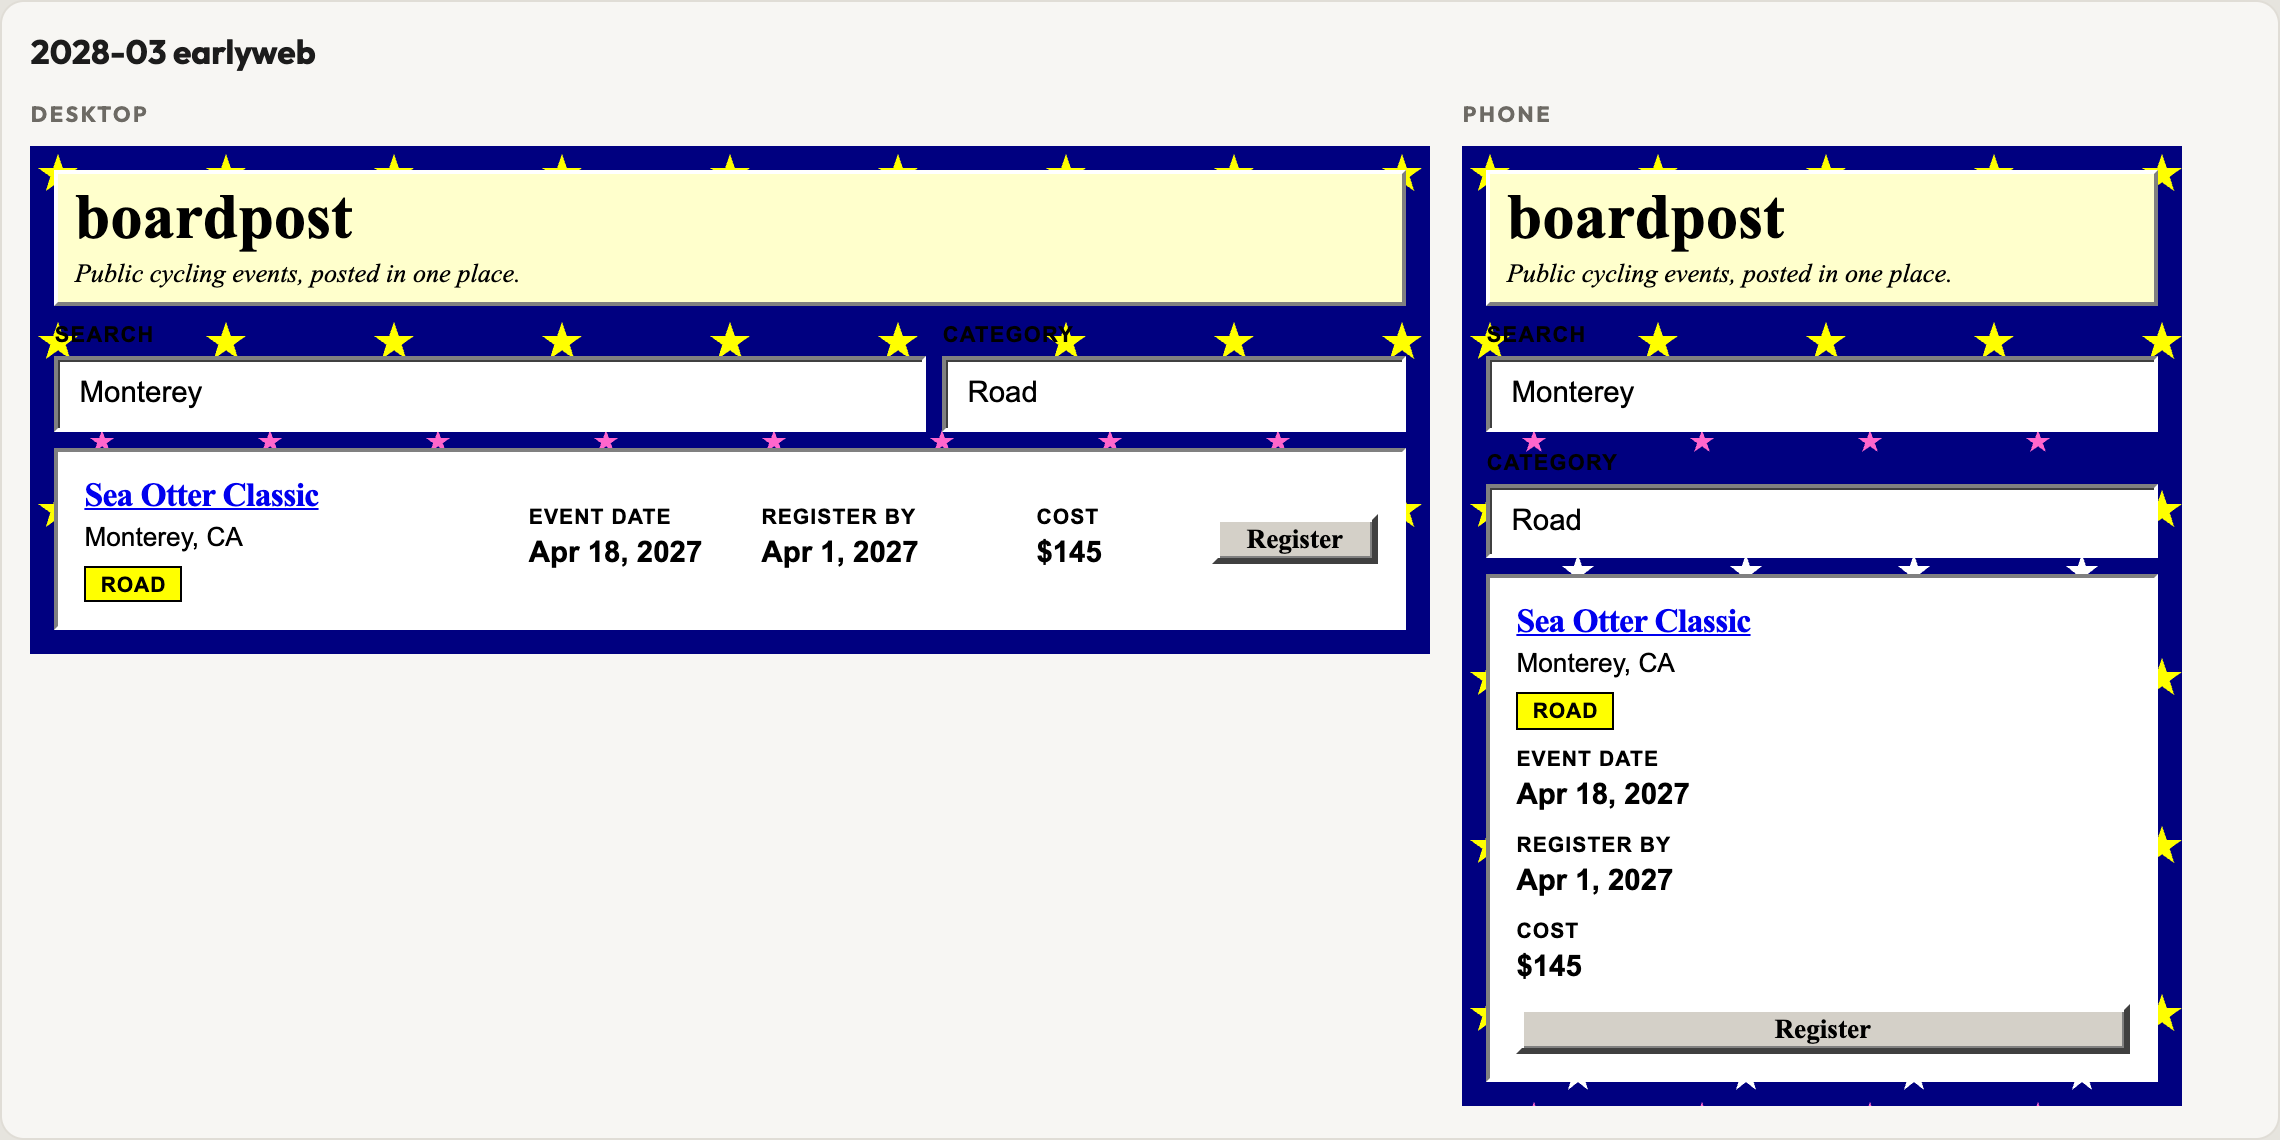 2028-03 earlyweb
DESKTOP
boardpost
Public cycling events, posted in one place.
SEARCH
CATEGORY
Monterey
Road
Sea Otter Classic
Monterey, CA
ROAD
EVENT DATE
Apr 18, 2027
REGISTER BY
Apr 1, 2027
COST
$145
Register
PHONE
boardpost
Public cycling events, posted in one place.
SEARCH
Monterey
CATEGORY
Road
Sea Otter Classic
Monterey, CA
ROAD
EVENT DATE
Apr 18, 2027
REGISTER BY
Apr 1, 2027
COST
$145
Register